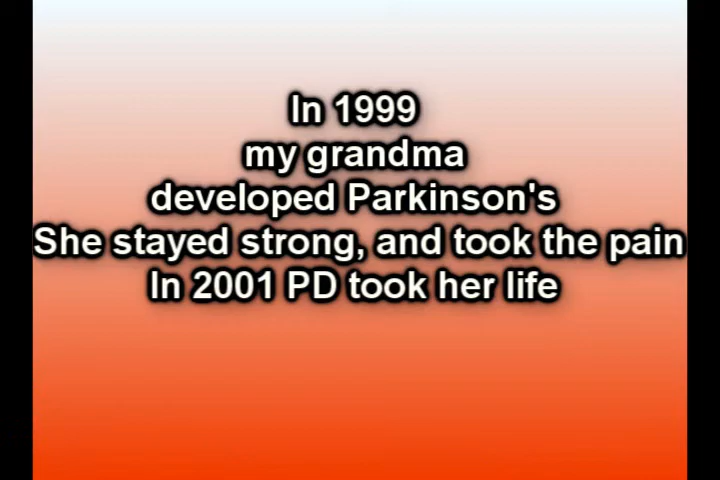 In 1999
my grandma
developed Parkinson's
She stayed strong, and took the pain
In 2001 PD took her life